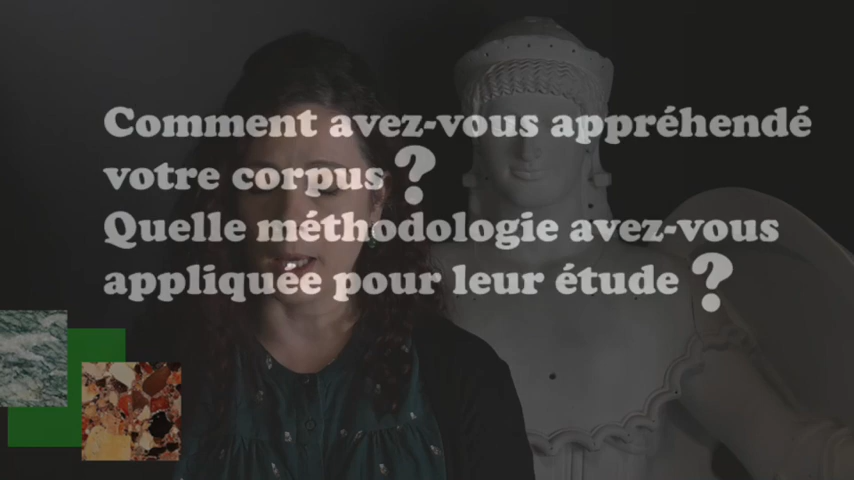 Comment avez-vous appréhendé
votre corpus ?
Quelle méthodologie avez-vous
appliquée pour leur étude ?